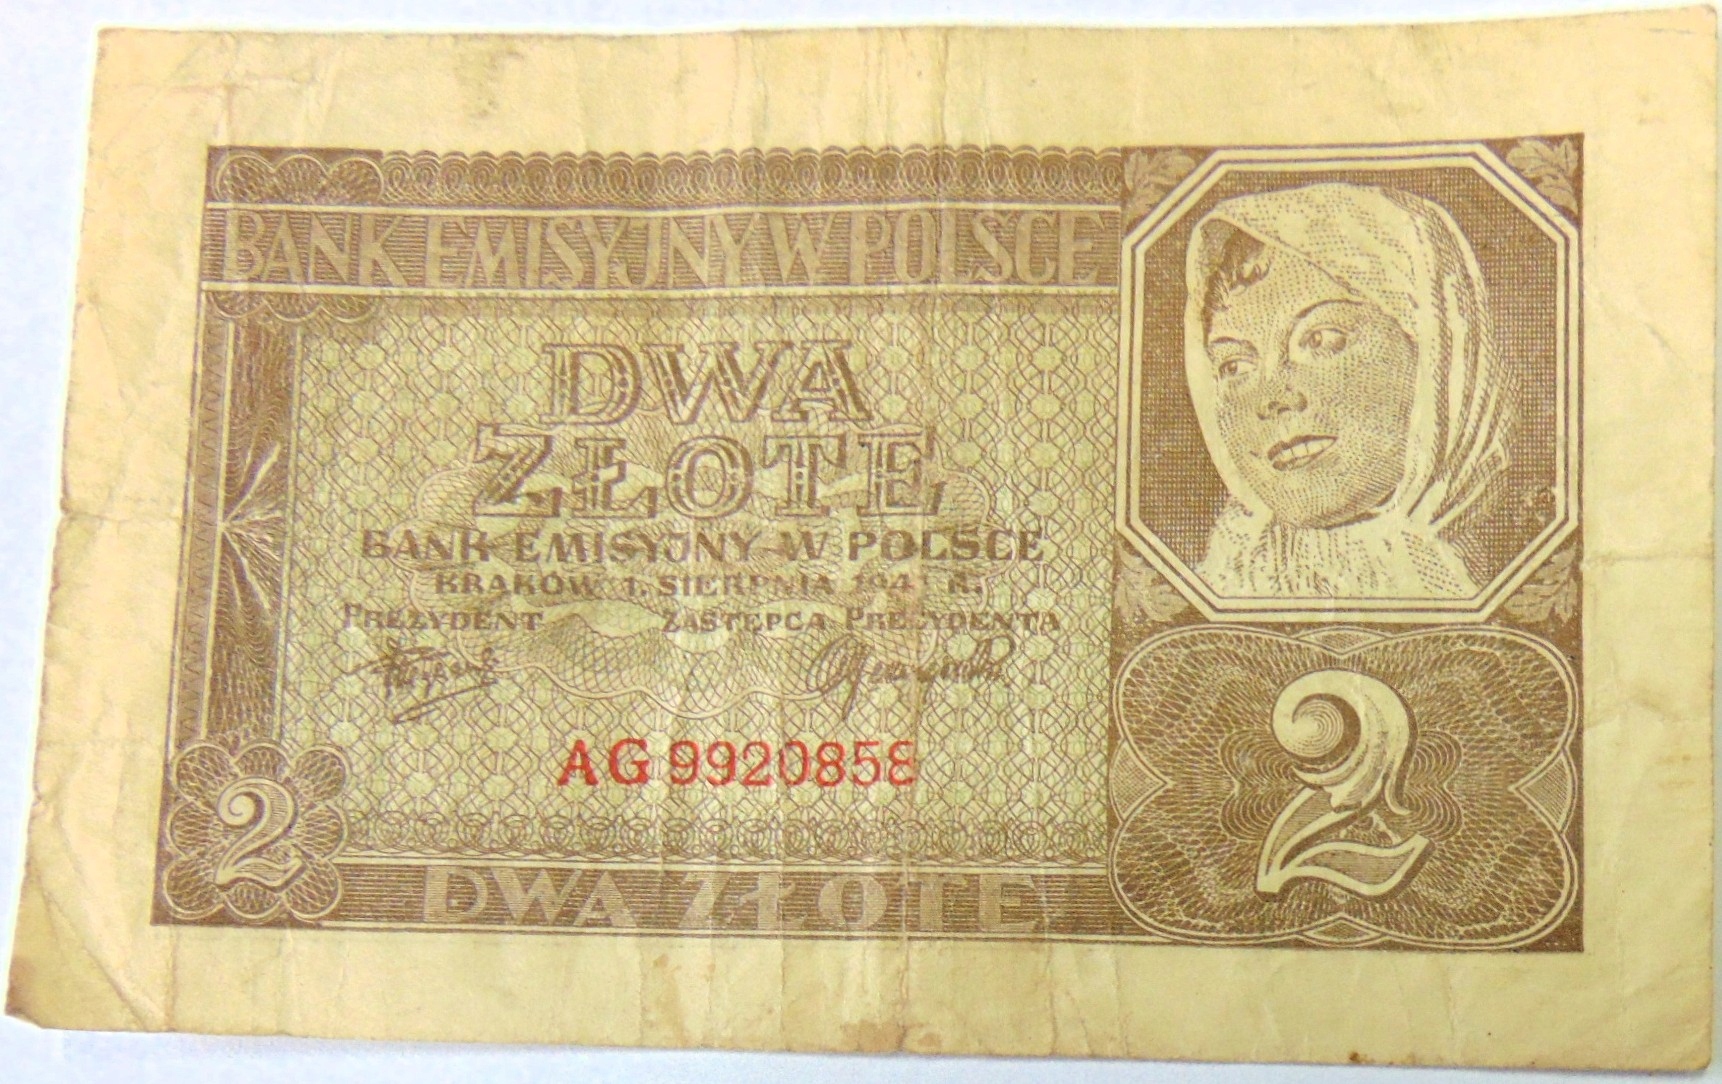 BANK EMISYJNY W POLSCE
DWA
ZŁOTE
BANK EMISYJNY W POLSCE
KRAKÓW 1. SIERPNIA 1941 R.
PREZYDENT ZASTĘPCA PREZYDENTA
AG 9920858
2
2
DWA ZŁOTE